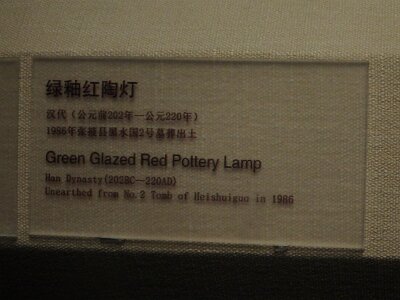 绿釉红陶灯
汉代（公元前202年—公元220年）
1986年张掖县黑水国2号墓葬出土
Green Glazed Red Pottery Lamp
Han Dynasty(202BC—220AD)
Unearthed from No.2 Tomb of Heishuiguo in 1986